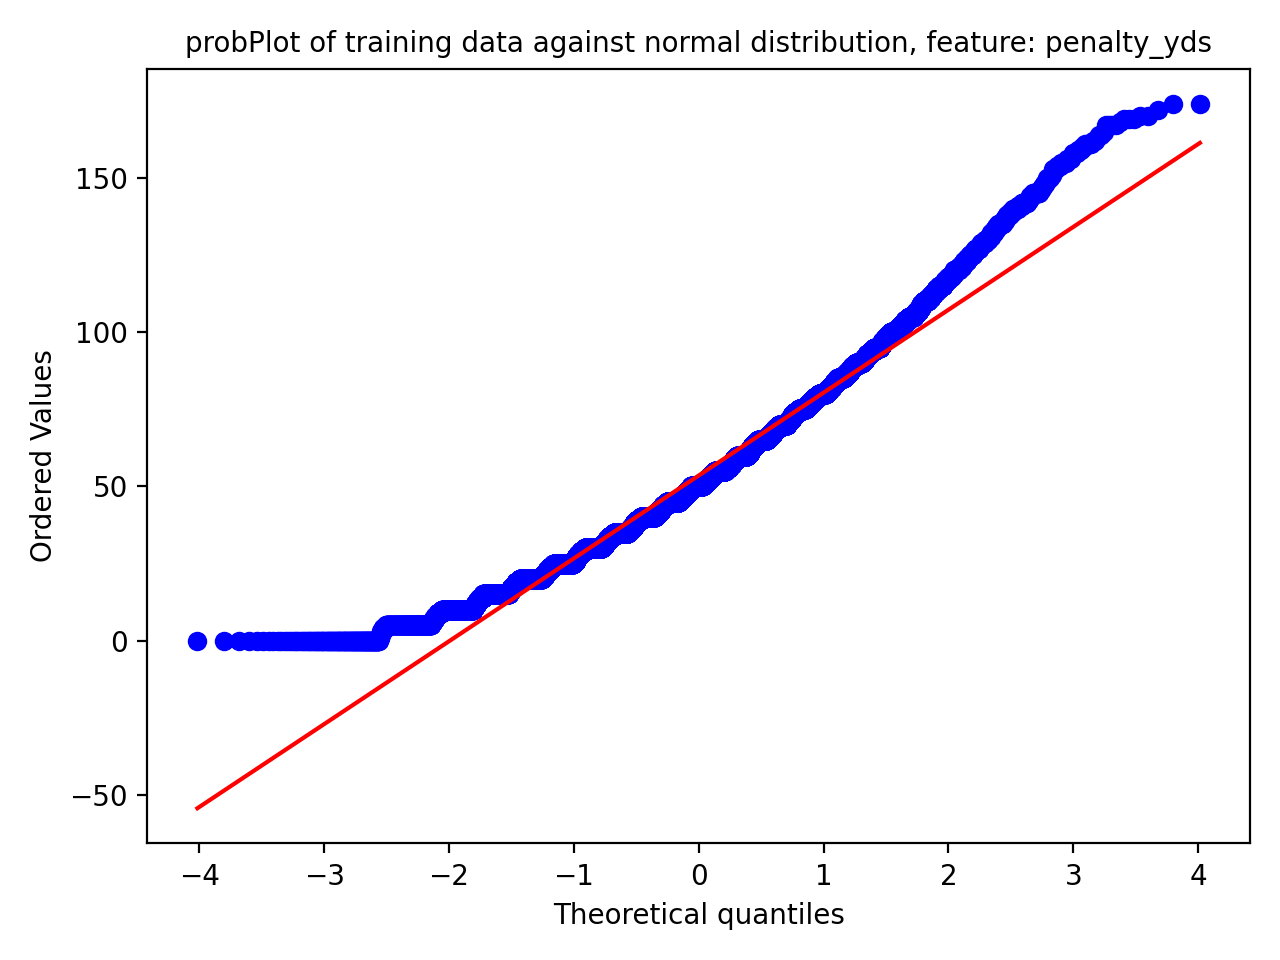 probPlot of training data against normal distribution, feature: penalty_yds
Ordered Values
150
100
50
0
−50
−4 −3 −2 −1 0 1 2 3 4
Theoretical quantiles